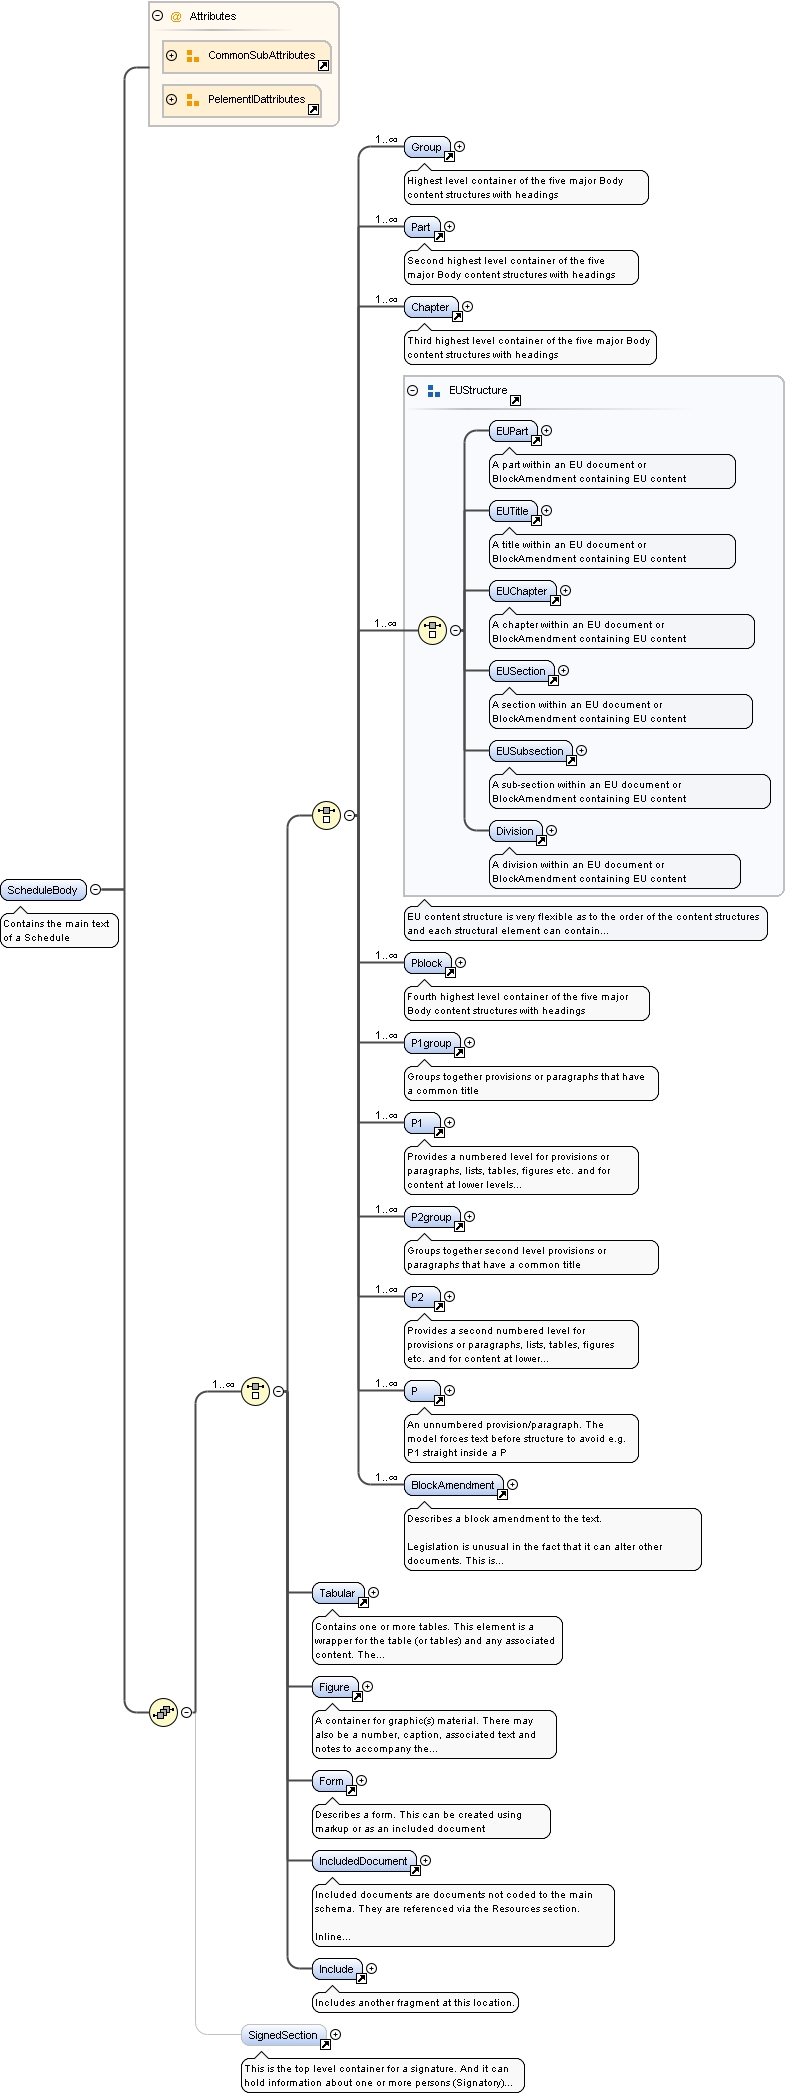 Attributes
CommonSubAttributes
PelementIDattributes
1..∞
Group
Highest level container of the five major Body
content structures with headings
1..∞
Part
Second highest level container of the five
major Body content structures with headings
1..∞
Chapter
Third highest level container of the five major Body
content structures with headings
EUStructure
EUPart
A part within an EU document or
BlockAmendment containing EU content
EUTitle
A title within an EU document or
BlockAmendment containing EU content
EUChapter
A chapter within an EU document or
BlockAmendment containing EU content
1..∞
EUSection
A section within an EU document or
BlockAmendment containing EU content
EUSubsection
A sub-section within an EU document or
BlockAmendment containing EU content
Division
A division within an EU document or
BlockAmendment containing EU content
ScheduleBody
Contains the main text
of a Schedule
EU content structure is very flexible as to the order of the content structures
and each structural element can contain...
1..∞
Pblock
Fourth highest level container of the five major
Body content structures with headings
1..∞
P1group
Groups together provisions or paragraphs that have
a common title
1..∞
P1
Provides a numbered level for provisions or
paragraphs, lists, tables, figures etc. and for
content at lower levels...
1..∞
P2group
Groups together second level provisions or
paragraphs that have a common title
1..∞
P2
Provides a second numbered level for
provisions or paragraphs, lists, tables, figures
etc. and for content at lower...
1..∞
1..∞
P
An unnumbered provision/paragraph. The
model forces text before structure to avoid e.g.
P1 straight inside a P
1..∞
BlockAmendment
Describes a block amendment to the text.
Legislation is unusual in the fact that it can alter other
documents. This is...
Tabular
Contains one or more tables. This element is a
wrapper for the table (or tables) and any associated
content. The...
Figure
A container for graphic(s) material. There may
also be a number, caption, associated text and
notes to accompany the...
Form
Describes a form. This can be created using
markup or as an included document
IncludedDocument
Included documents are documents not coded to the main
schema. They are referenced via the Resources section.
Inline...
Include
Includes another fragment at this location.
SignedSection
This is the top level container for a signature. And it can
hold information about one or more persons (Signatory)...